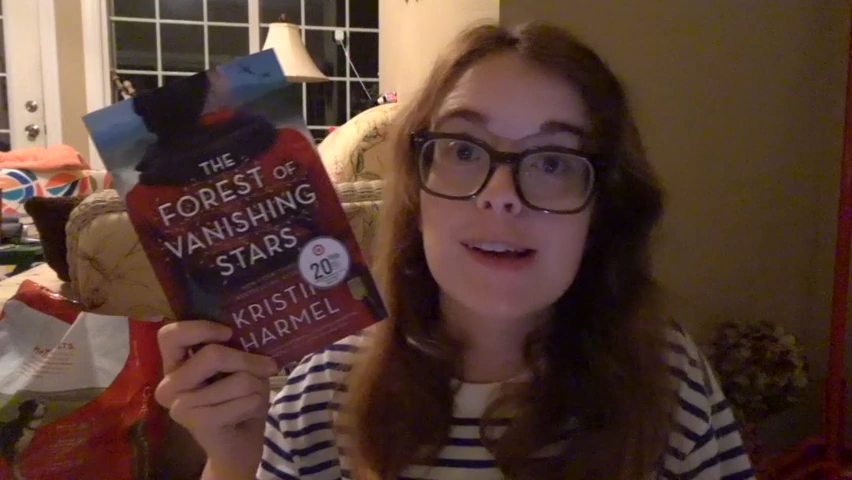 THE
FOREST OF
VANISHING
STARS
20
KRISTIN
HARMEL